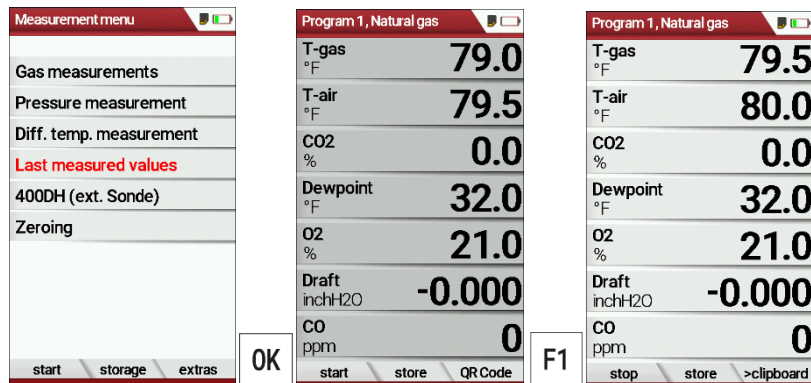 Measurement menu
Gas measurements
Pressure measurement
Diff. temp. measurement
Last measured values
400DH (ext. Sonde)
Zeroing
start storage extras
OK
Program 1, Natural gas
T-gas
°F
79.0
T-air
°F
79.5
CO2
%
0.0
Dewpoint
°F
32.0
O2
%
21.0
Draft
inchH2O
-0.000
CO
ppm
0
start store QR Code
F1
Program 1, Natural gas
T-gas
°F
79.5
T-air
°F
80.0
CO2
%
0.0
Dewpoint
°F
32.0
O2
%
21.0
Draft
inchH2O
-0.000
CO
ppm
0
stop store >clipboard